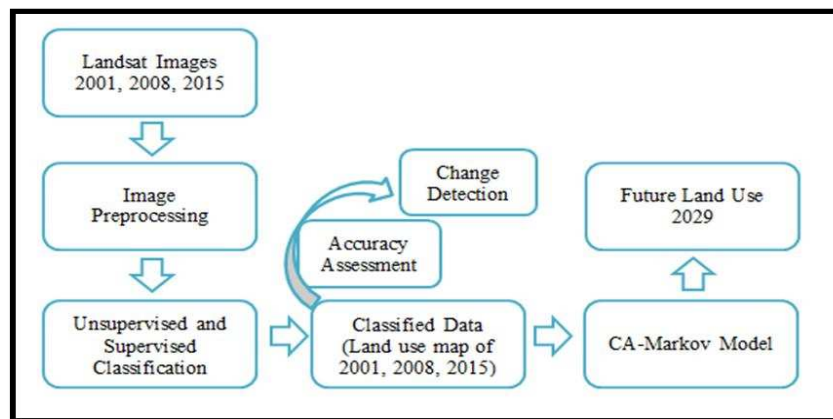 Landsat Images
2001, 2008, 2015
Image
Preprocessing
Unsupervised and
Supervised
Classification
Classified Data
(Land use map of
2001, 2008, 2015)
Accuracy
Assessment
Change
Detection
CA-Markov Model
Future Land Use
2029